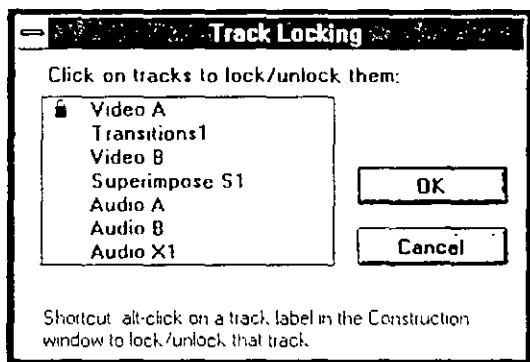 Track Locking
Click on tracks to lock/unlock them:
Video A
Transitions1
Video B
Superimpose S1
Audio A
Audio B
Audio X1
OK
Cancel
Shortcut alt-click on a track label in the Construction
window to lock/unlock that track